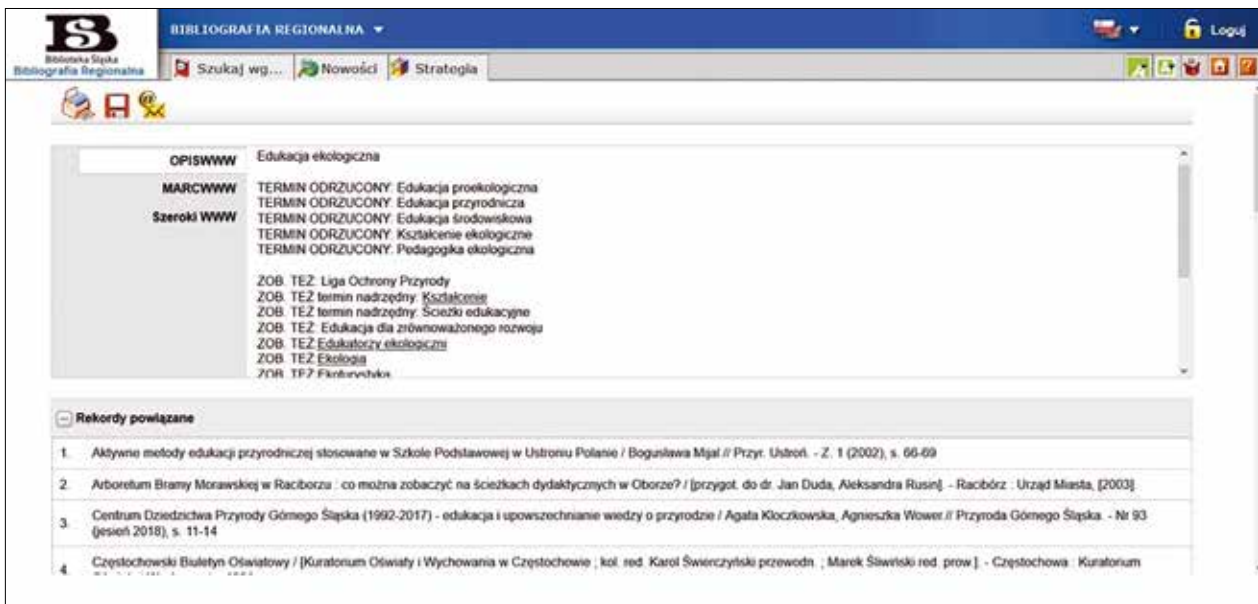 BIBLIOGRAFIA REGIONALNA
Loguj
BS
Biblioteka Śląska
Bibliografia Regionalna
Szukaj wg...
Nowości
Strategia
OPISWWW
Edukacja ekologiczna
MARCWWW
TERMIN ODRZUCONY: Edukacja proekologiczna
TERMIN ODRZUCONY: Edukacja przyrodnicza
Szeroki WWW
TERMIN ODRZUCONY: Edukacja środowiskowa
TERMIN ODRZUCONY: Kształcenie ekologiczne
TERMIN ODRZUCONY: Pedagogika ekologiczna
ZOB. TEŻ: Liga Ochrony Przyrody
ZOB. TEŻ termin nadrzędny: Kształcenie
ZOB. TEŻ termin nadrzędny: Ścieżki edukacyjne
ZOB. TEŻ: Edukacja dla zrównoważonego rozwoju
ZOB. TEŻ:Edukatorzy ekologiczni
ZOB. TEŻ:Ekologia
ZOB. TEŻ:Ekoturystyka
Rekordy powiązane
1. Aktywne metody edukacji przyrodniczej stosowane w Szkole Podstawowej w Ustroniu Polanie / Bogusława Mijal // Przyr. Ustroń. - Z. 1 (2002), s. 66-69
2. Arboretum Bramy Morawskiej w Raciborzu : co można zobaczyć na ścieżkach dydaktycznych w Oborze? / [przygot. do dr. Jan Duda, Aleksandra Rusin]. - Racibórz : Urząd Miasta, [2003]
3. Centrum Dziedzictwa Przyrody Górnego Śląska (1992-2017) - edukacja i upowszechnianie wiedzy o przyrodzie / Agata Kloczkowska, Agnieszka Wower // Przyroda Górnego Śląska. - Nr 93
(jesień 2018), s. 11-14
4. Częstochowski Biuletyn Oświatowy / [Kuratorium Oświaty i Wychowania w Częstochowie ; kol. red. Karol Świerczyński przewodn. ; Marek Śliwiński red. prow.]. - Częstochowa : Kuratorium